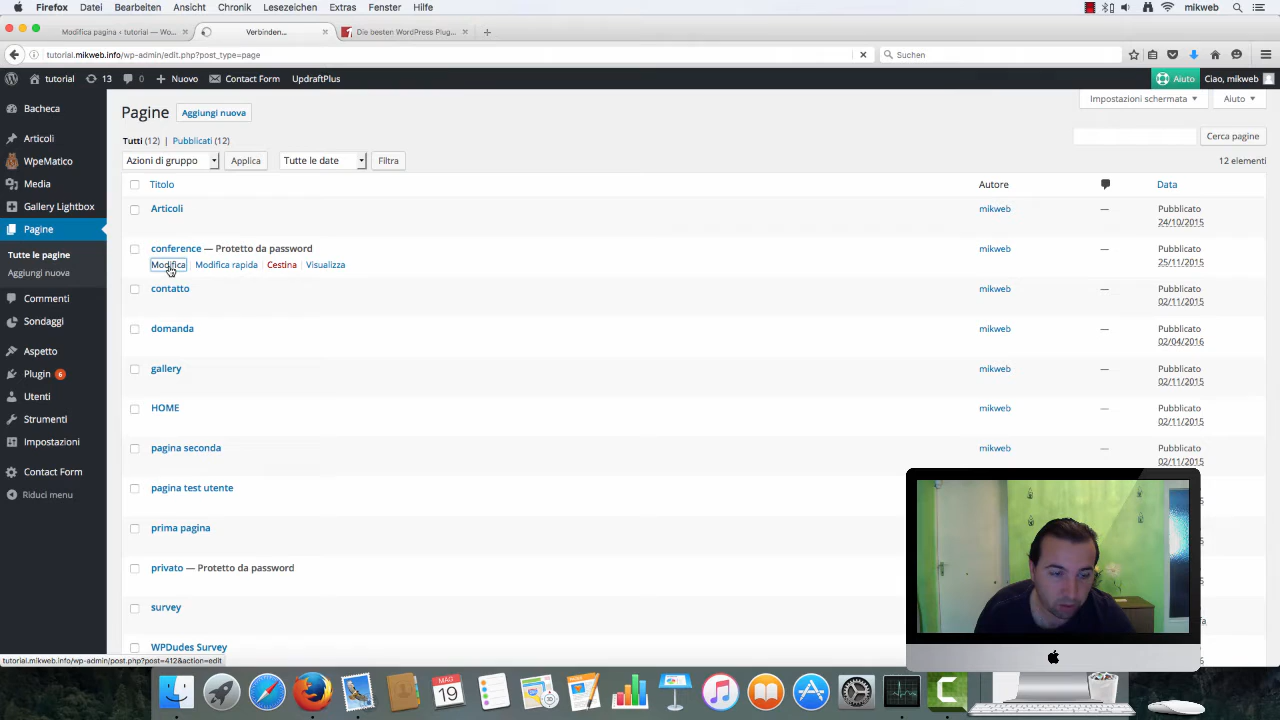 Firefox Datei Bearbeiten Ansicht Chronik Lesezeichen Extras Fenster Hilfe mikweb
Modifica pagina ‹ tutorial — Wo... × Verbinden... × Die besten WordPress Plug... × +
tutorial.mikweb.info/wp-admin/edit.php?post_type=page Suchen
tutorial 13 0 + Nuovo Contact Form UpdraftPlus Aiuto Ciao, mikweb
Bacheca
Articoli
WpeMatico
Media
Gallery Lightbox
Pagine
Tutte le pagine
Aggiungi nuova
Commenti
Sondaggi
Aspetto
Plugin 6
Utenti
Strumenti
Impostazioni
Contact Form
Riduci menu
Pagine Aggiungi nuova
Impostazioni schermata Aiuto
Tutti (12) | Pubblicati (12)
Cerca pagine
Azioni di gruppo Applica Tutte le date Filtra
12 elementi
Titolo Autore Data
Articoli mikweb — Pubblicato
24/10/2015
conference — Protetto da password mikweb — Pubblicato
25/11/2015
Modifica | Modifica rapida | Cestina | Visualizza
contatto mikweb — Pubblicato
02/11/2015
domanda mikweb — Pubblicato
02/04/2016
gallery mikweb — Pubblicato
02/11/2015
HOME mikweb — Pubblicato
02/11/2015
pagina seconda mikweb — Pubblicato
02/11/2015
pagina test utente
prima pagina
privato — Protetto da password
survey
WPDudes Survey
tutorial.mikweb.info/wp-admin/post.php?post=412&action=edit
MAG
19